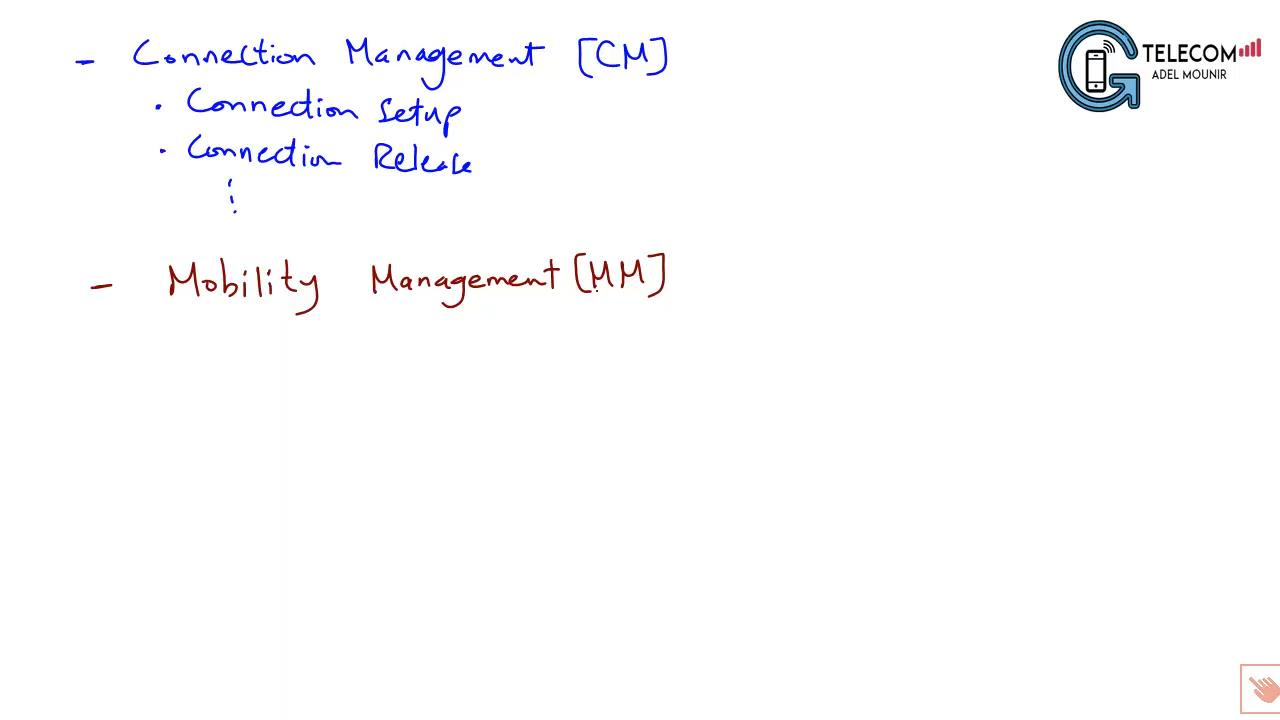 - Connection Management [CM]
• Connection Setup
• Connection Release
- Mobility Management [MM]
TELECOM
ADEL MOUNIR